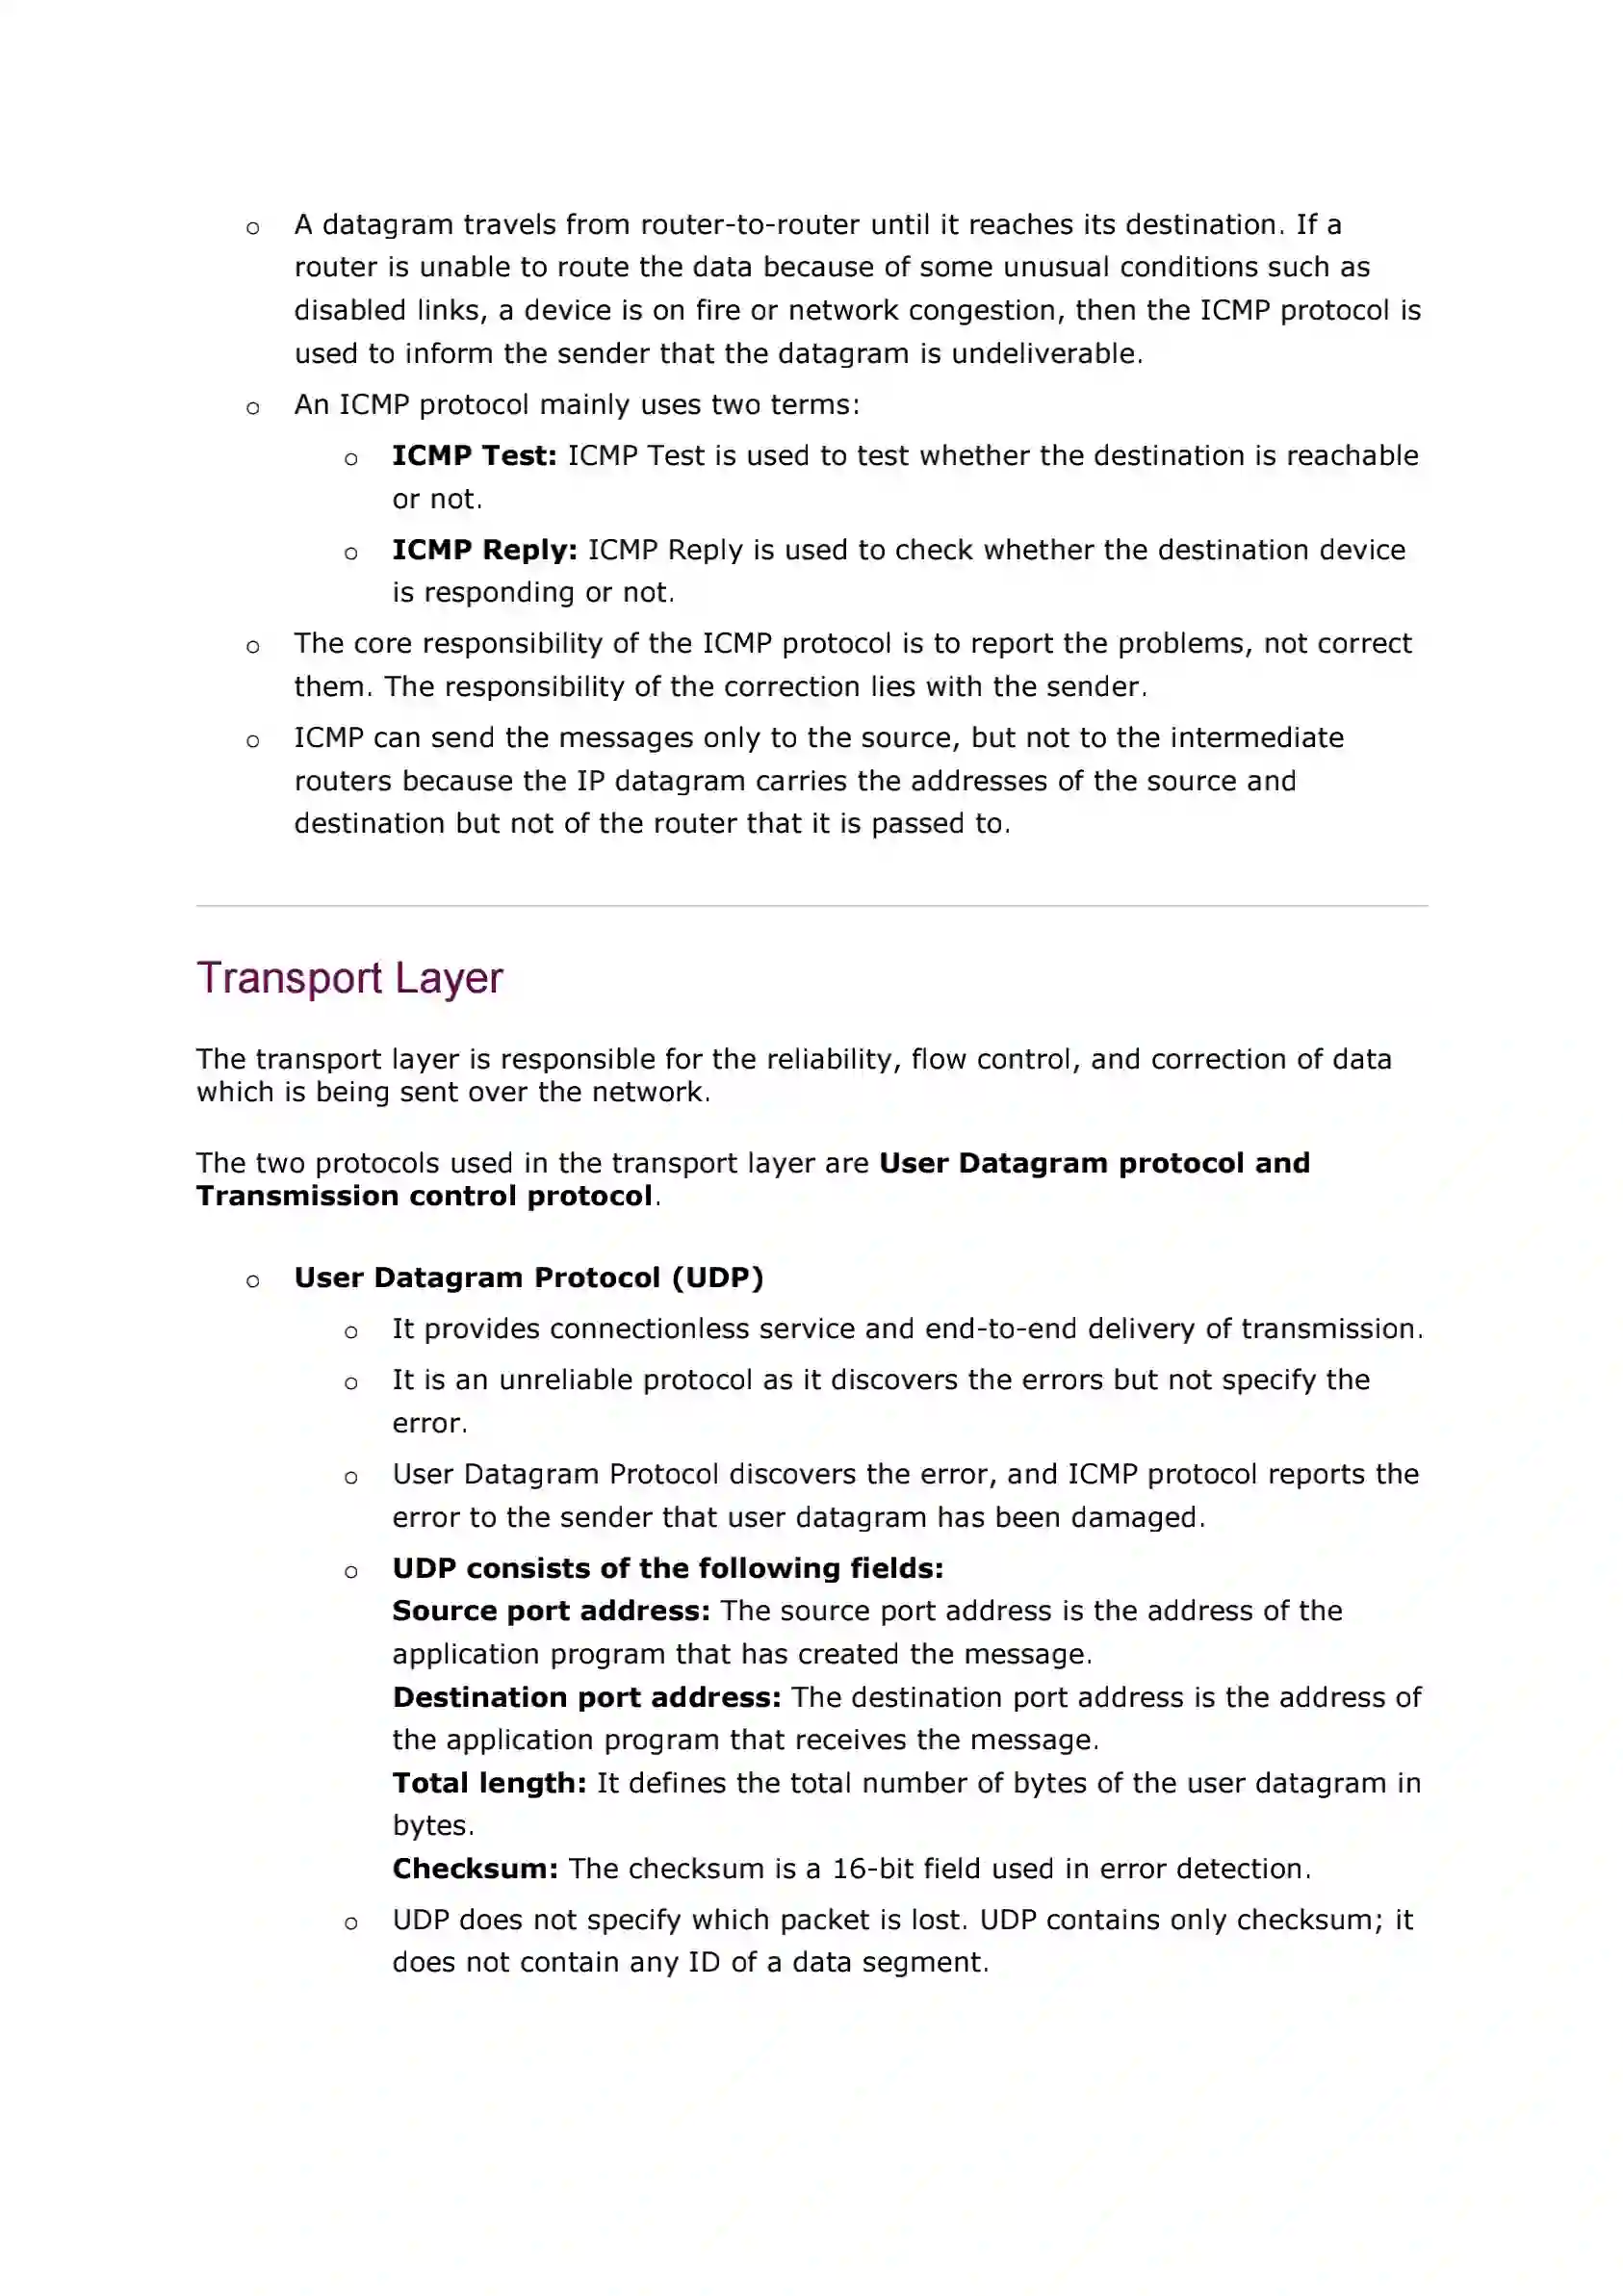 o A datagram travels from router-to-router until it reaches its destination. If a
router is unable to route the data because of some unusual conditions such as
disabled links, a device is on fire or network congestion, then the ICMP protocol is
used to inform the sender that the datagram is undeliverable.
o An ICMP protocol mainly uses two terms:
o ICMP Test: ICMP Test is used to test whether the destination is reachable
or not.
o ICMP Reply: ICMP Reply is used to check whether the destination device
is responding or not.
o The core responsibility of the ICMP protocol is to report the problems, not correct
them. The responsibility of the correction lies with the sender.
o ICMP can send the messages only to the source, but not to the intermediate
routers because the IP datagram carries the addresses of the source and
destination but not of the router that it is passed to.
Transport Layer
The transport layer is responsible for the reliability, flow control, and correction of data
which is being sent over the network.
The two protocols used in the transport layer are User Datagram protocol and
Transmission control protocol.
o User Datagram Protocol (UDP)
o It provides connectionless service and end-to-end delivery of transmission.
o It is an unreliable protocol as it discovers the errors but not specify the
error.
o User Datagram Protocol discovers the error, and ICMP protocol reports the
error to the sender that user datagram has been damaged.
o UDP consists of the following fields:
Source port address: The source port address is the address of the
application program that has created the message.
Destination port address: The destination port address is the address of
the application program that receives the message.
Total length: It defines the total number of bytes of the user datagram in
bytes.
Checksum: The checksum is a 16-bit field used in error detection.
o UDP does not specify which packet is lost. UDP contains only checksum; it
does not contain any ID of a data segment.